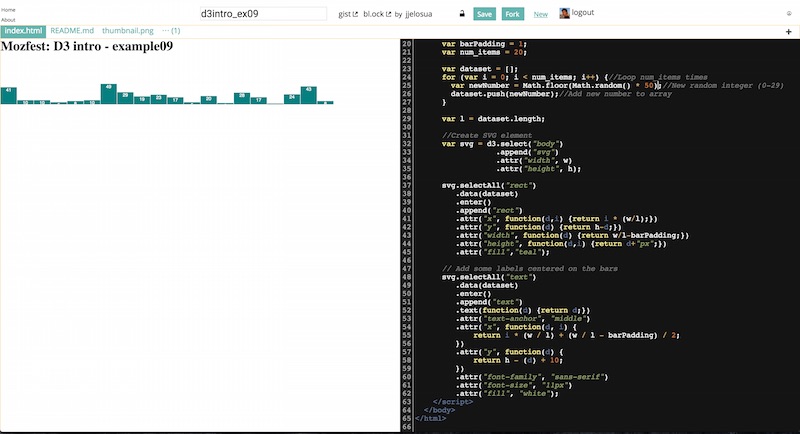 Home
About
d3intro_ex09
gist bl.ock by jjelosua
Save
Fork
New
logout
index.html README.md thumbnail.png ··· (1)
+
Mozfest: D3 intro - example09
41 49 29 19 13 17 20 28 17 24 43
20 var barPadding = 1;
21 var num_items = 20;
22
23 var dataset = [];
24 for (var i = 0; i < num_items; i++) {//Loop num_items times
25 var newNumber = Math.floor(Math.random() * 50);//New random integer (0-29)
26 dataset.push(newNumber);//Add new number to array
27 }
28
29 var l = dataset.length;
30
31 //Create SVG element
32 var svg = d3.select("body")
33 .append("svg")
34 .attr("width", w)
35 .attr("height", h);
36
37 svg.selectAll("rect")
38 .data(dataset)
39 .enter()
40 .append("rect")
41 .attr("x", function(d,i) {return i * (w/l);})
42 .attr("y", function(d) {return h-d;})
43 .attr("width", function(d) {return w/l-barPadding;})
44 .attr("height", function(d,i) {return d+"px";})
45 .attr("fill","teal");
46
47 // Add some labels centered on the bars
48 svg.selectAll("text")
49 .data(dataset)
50 .enter()
51 .append("text")
52 .text(function(d) {return d;})
53 .attr("text-anchor", "middle")
54 .attr("x", function(d, i) {
55 return i * (w / l) + (w / l - barPadding) / 2;
56 })
57 .attr("y", function(d) {
58 return h - (d) + 10;
59 })
60 .attr("font-family", "sans-serif")
61 .attr("font-size", "11px")
62 .attr("fill", "white");
63 </script>
64 </body>
65 </html>
66